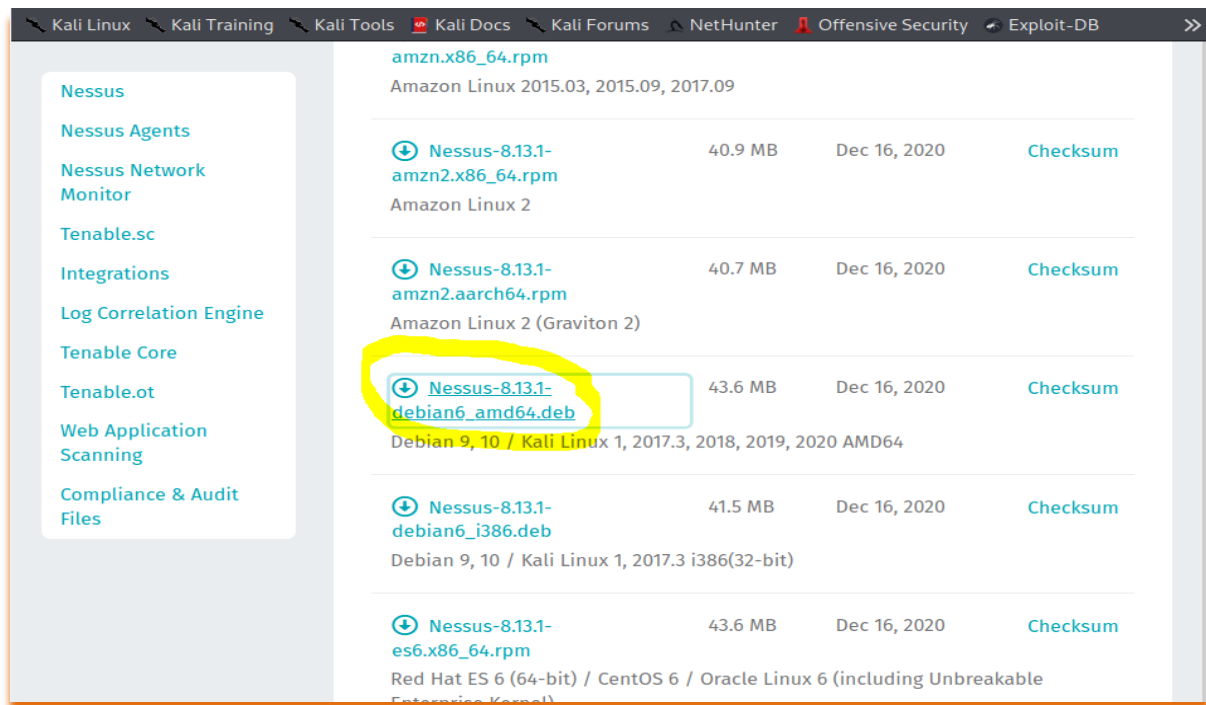 Kali Linux Kali Training Kali Tools Kali Docs Kali Forums NetHunter Offensive Security Exploit-DB »
Nessus
Nessus Agents
Nessus Network
Monitor
Tenable.sc
Integrations
Log Correlation Engine
Tenable Core
Tenable.ot
Web Application
Scanning
Compliance & Audit
Files
amzn.x86_64.rpm
Amazon Linux 2015.03, 2015.09, 2017.09
Nessus-8.13.1- 40.9 MB Dec 16, 2020 Checksum
amzn2.x86_64.rpm
Amazon Linux 2
Nessus-8.13.1- 40.7 MB Dec 16, 2020 Checksum
amzn2.aarch64.rpm
Amazon Linux 2 (Graviton 2)
Nessus-8.13.1- 43.6 MB Dec 16, 2020 Checksum
debian6_amd64.deb
Debian 9, 10 / Kali Linux 1, 2017.3, 2018, 2019, 2020 AMD64
Nessus-8.13.1- 41.5 MB Dec 16, 2020 Checksum
debian6_i386.deb
Debian 9, 10 / Kali Linux 1, 2017.3 i386(32-bit)
Nessus-8.13.1- 43.6 MB Dec 16, 2020 Checksum
es6.x86_64.rpm
Red Hat ES 6 (64-bit) / CentOS 6 / Oracle Linux 6 (including Unbreakable
Enterprise Kernel)